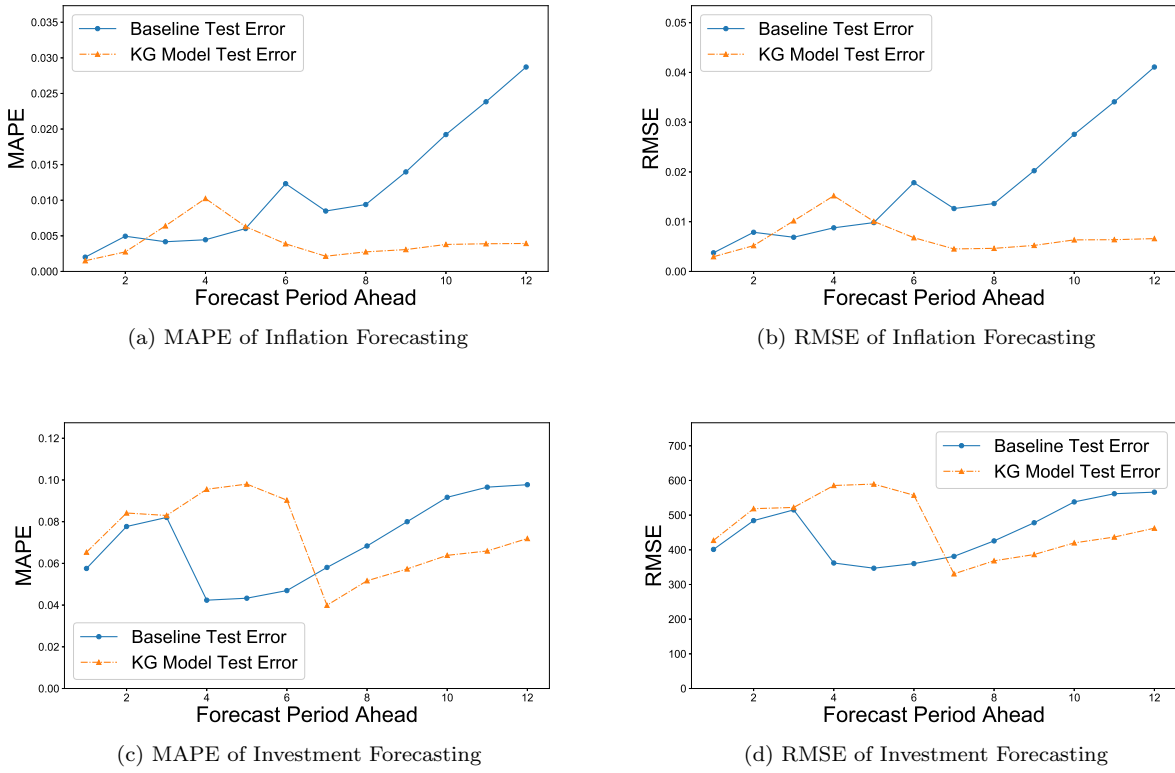 0.035
0.030
0.025
0.020
0.015
0.010
0.005
0.000
MAPE
Baseline Test Error
KG Model Test Error
2 4 6 8 10 12
Forecast Period Ahead
(a) MAPE of Inflation Forecasting
0.05
0.04
0.03
0.02
0.01
0.00
RMSE
Baseline Test Error
KG Model Test Error
2 4 6 8 10 12
Forecast Period Ahead
(b) RMSE of Inflation Forecasting
0.12
0.10
0.08
0.06
0.04
0.02
0.00
MAPE
Baseline Test Error
KG Model Test Error
2 4 6 8 10 12
Forecast Period Ahead
(c) MAPE of Investment Forecasting
700
600
500
400
300
200
100
0
RMSE
Baseline Test Error
KG Model Test Error
2 4 6 8 10 12
Forecast Period Ahead
(d) RMSE of Investment Forecasting